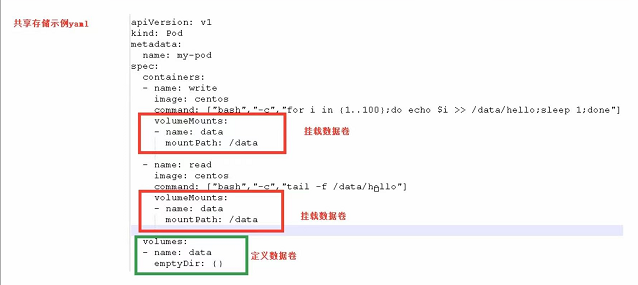 共享存储示例yaml
apiVersion: v1
kind: Pod
metadata:
  name: my-pod
spec:
  containers:
  - name: write
    image: centos
    command: ["bash","-c","for i in {1..100};do echo $i >> /data/hello;sleep 1;done"]
    volumeMounts:
    - name: data
      mountPath: /data
挂载数据卷
  - name: read
    image: centos
    command: ["bash","-c","tail -f /data/hello"]
    volumeMounts:
    - name: data
      mountPath: /data
挂载数据卷
  volumes:
  - name: data
    emptyDir: {}
定义数据卷